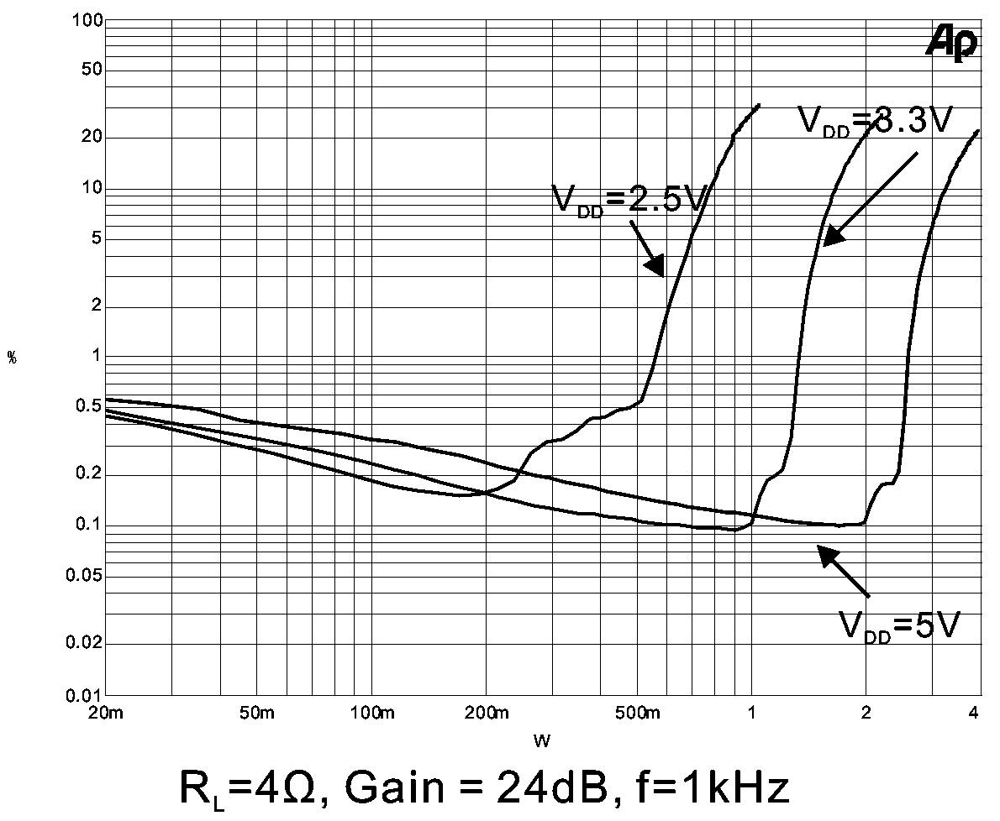 100
Ap
50
V_DD=3.3V
20
V_DD=2.5V
10
5
2
1
%
0.5
0.2
0.1
0.05
V_DD=5V
0.02
0.01
20m 50m 100m 200m 500m 1 2 4
W
R_L=4Ω, Gain = 24dB, f=1kHz